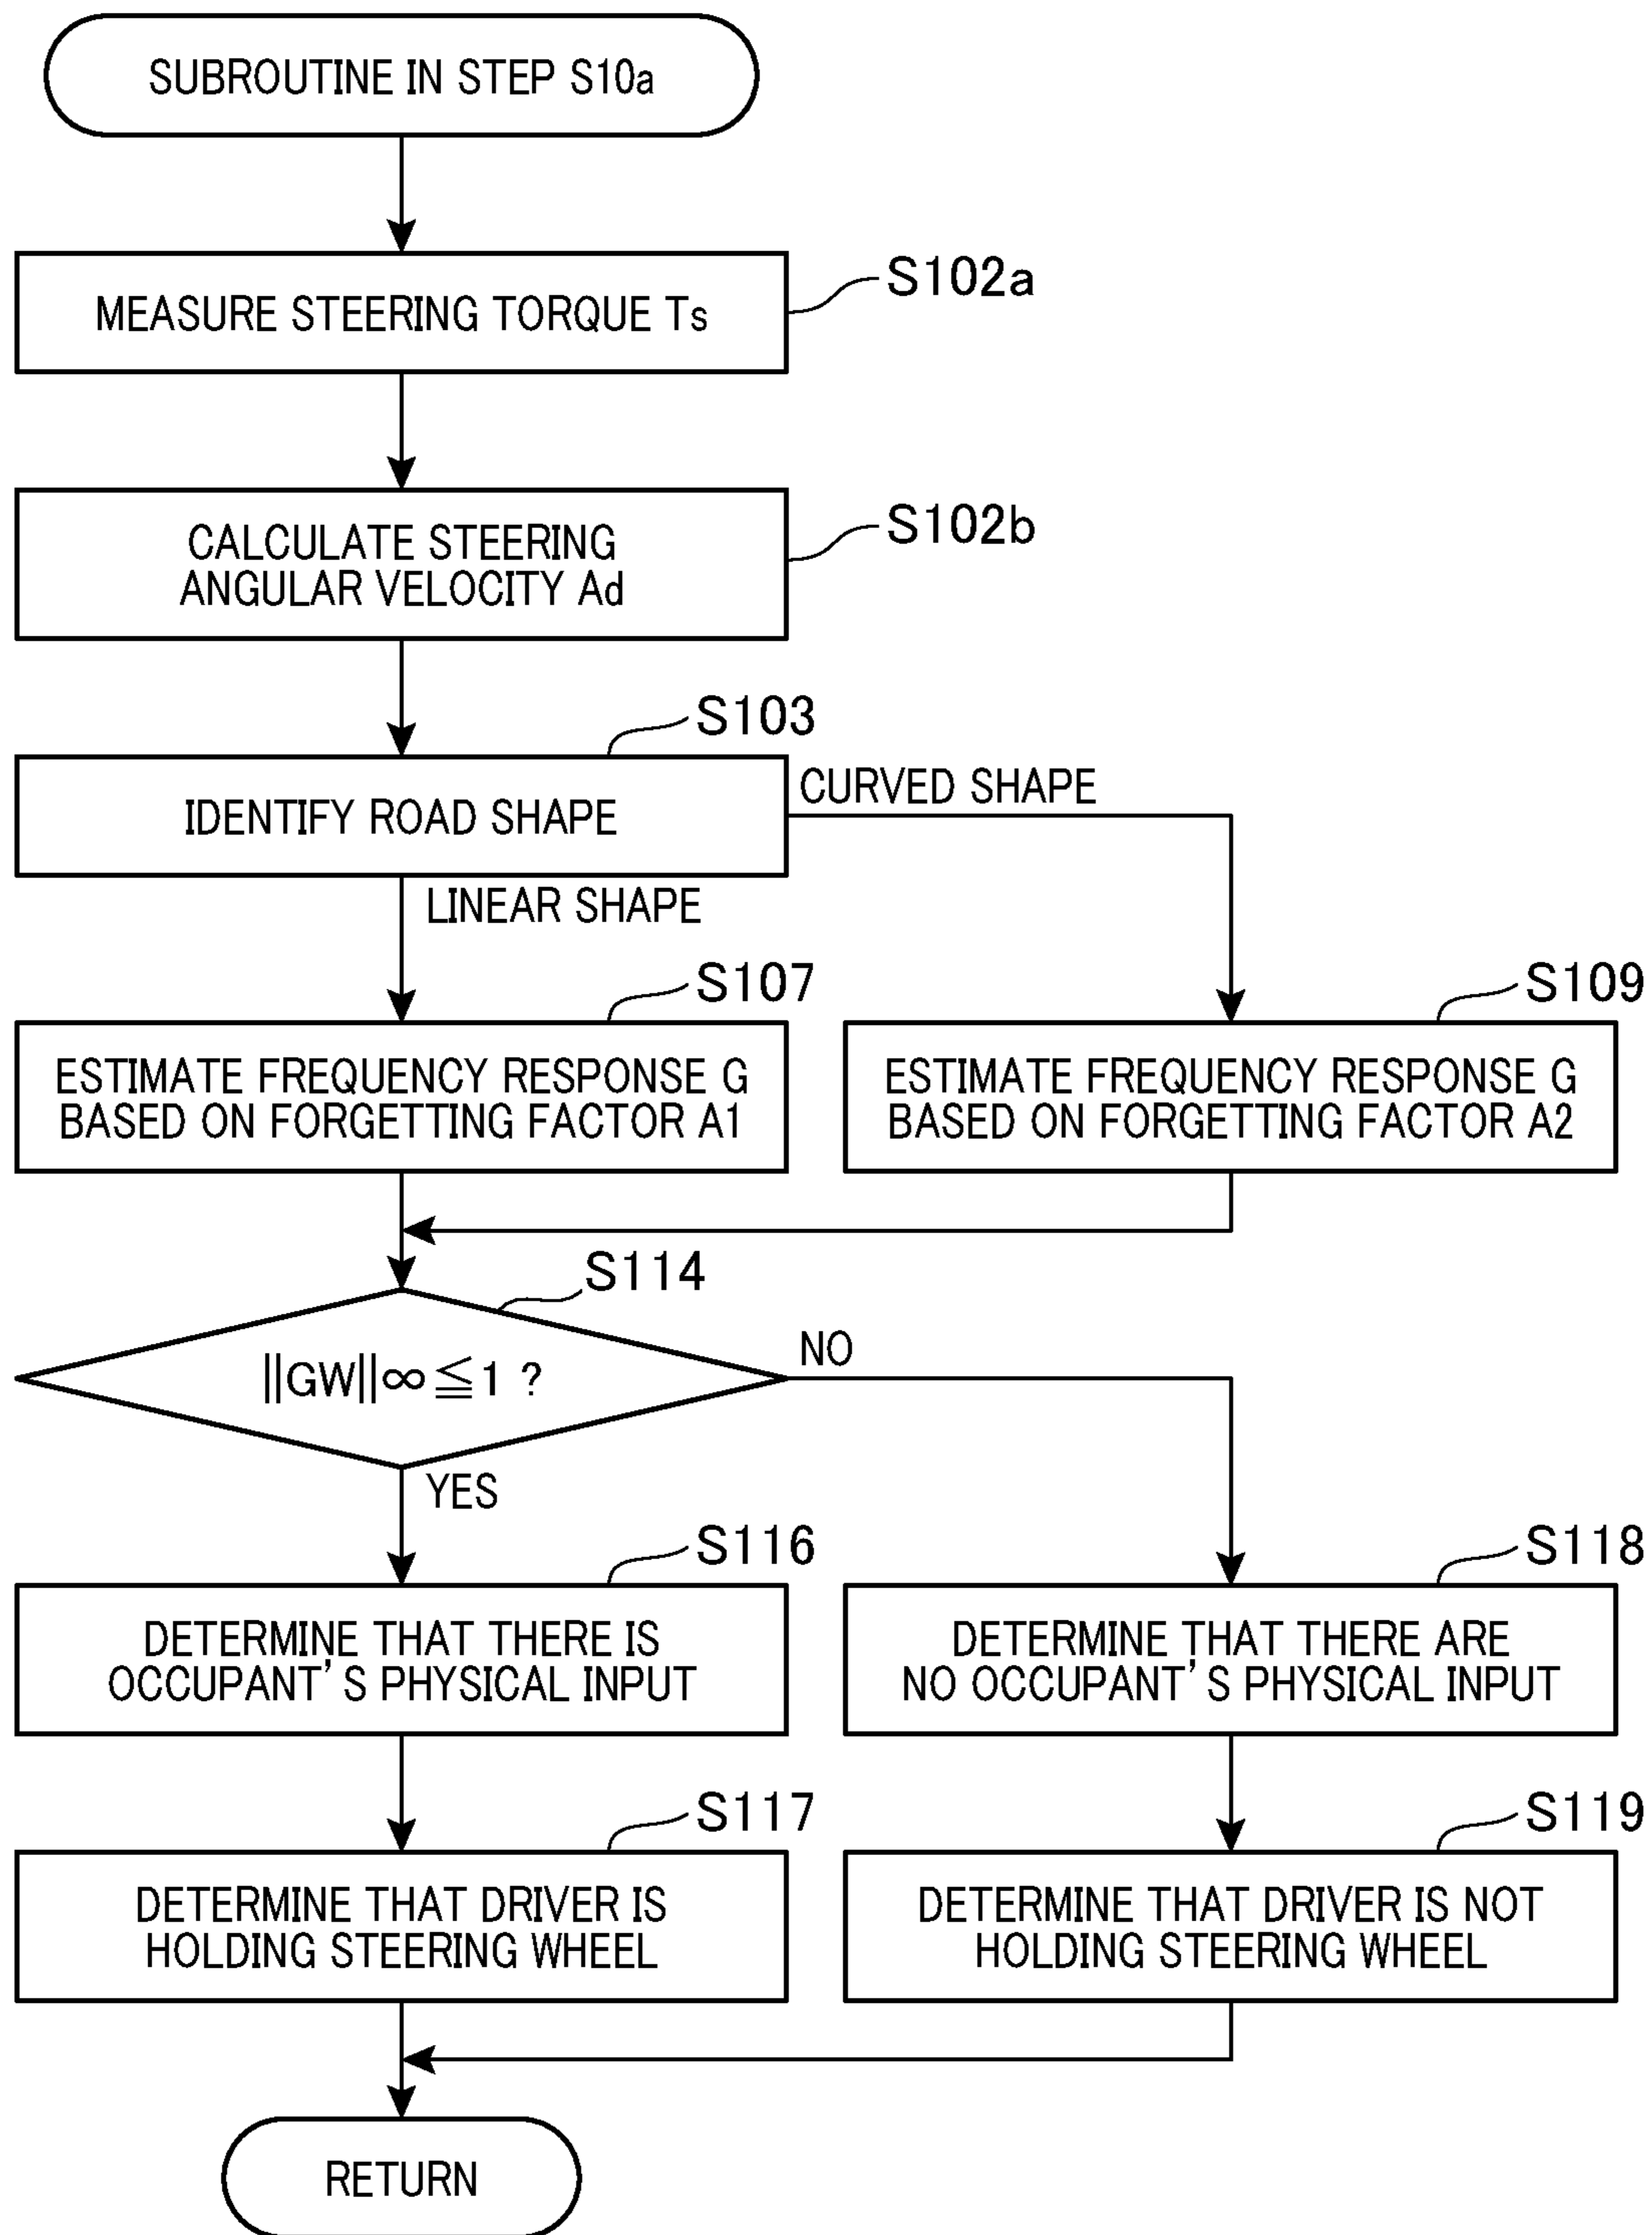 SUBROUTINE IN STEP S10a
MEASURE STEERING TORQUE Ts
S102a
CALCULATE STEERING
ANGULAR VELOCITY Ad
S102b
IDENTIFY ROAD SHAPE
S103
CURVED SHAPE
LINEAR SHAPE
ESTIMATE FREQUENCY RESPONSE G
BASED ON FORGETTING FACTOR A1
S107
ESTIMATE FREQUENCY RESPONSE G
BASED ON FORGETTING FACTOR A2
S109
||GW||∞≦1 ?
S114
NO
YES
DETERMINE THAT THERE IS
OCCUPANT'S PHYSICAL INPUT
S116
DETERMINE THAT THERE ARE
NO OCCUPANT'S PHYSICAL INPUT
S118
DETERMINE THAT DRIVER IS
HOLDING STEERING WHEEL
S117
DETERMINE THAT DRIVER IS NOT
HOLDING STEERING WHEEL
S119
RETURN